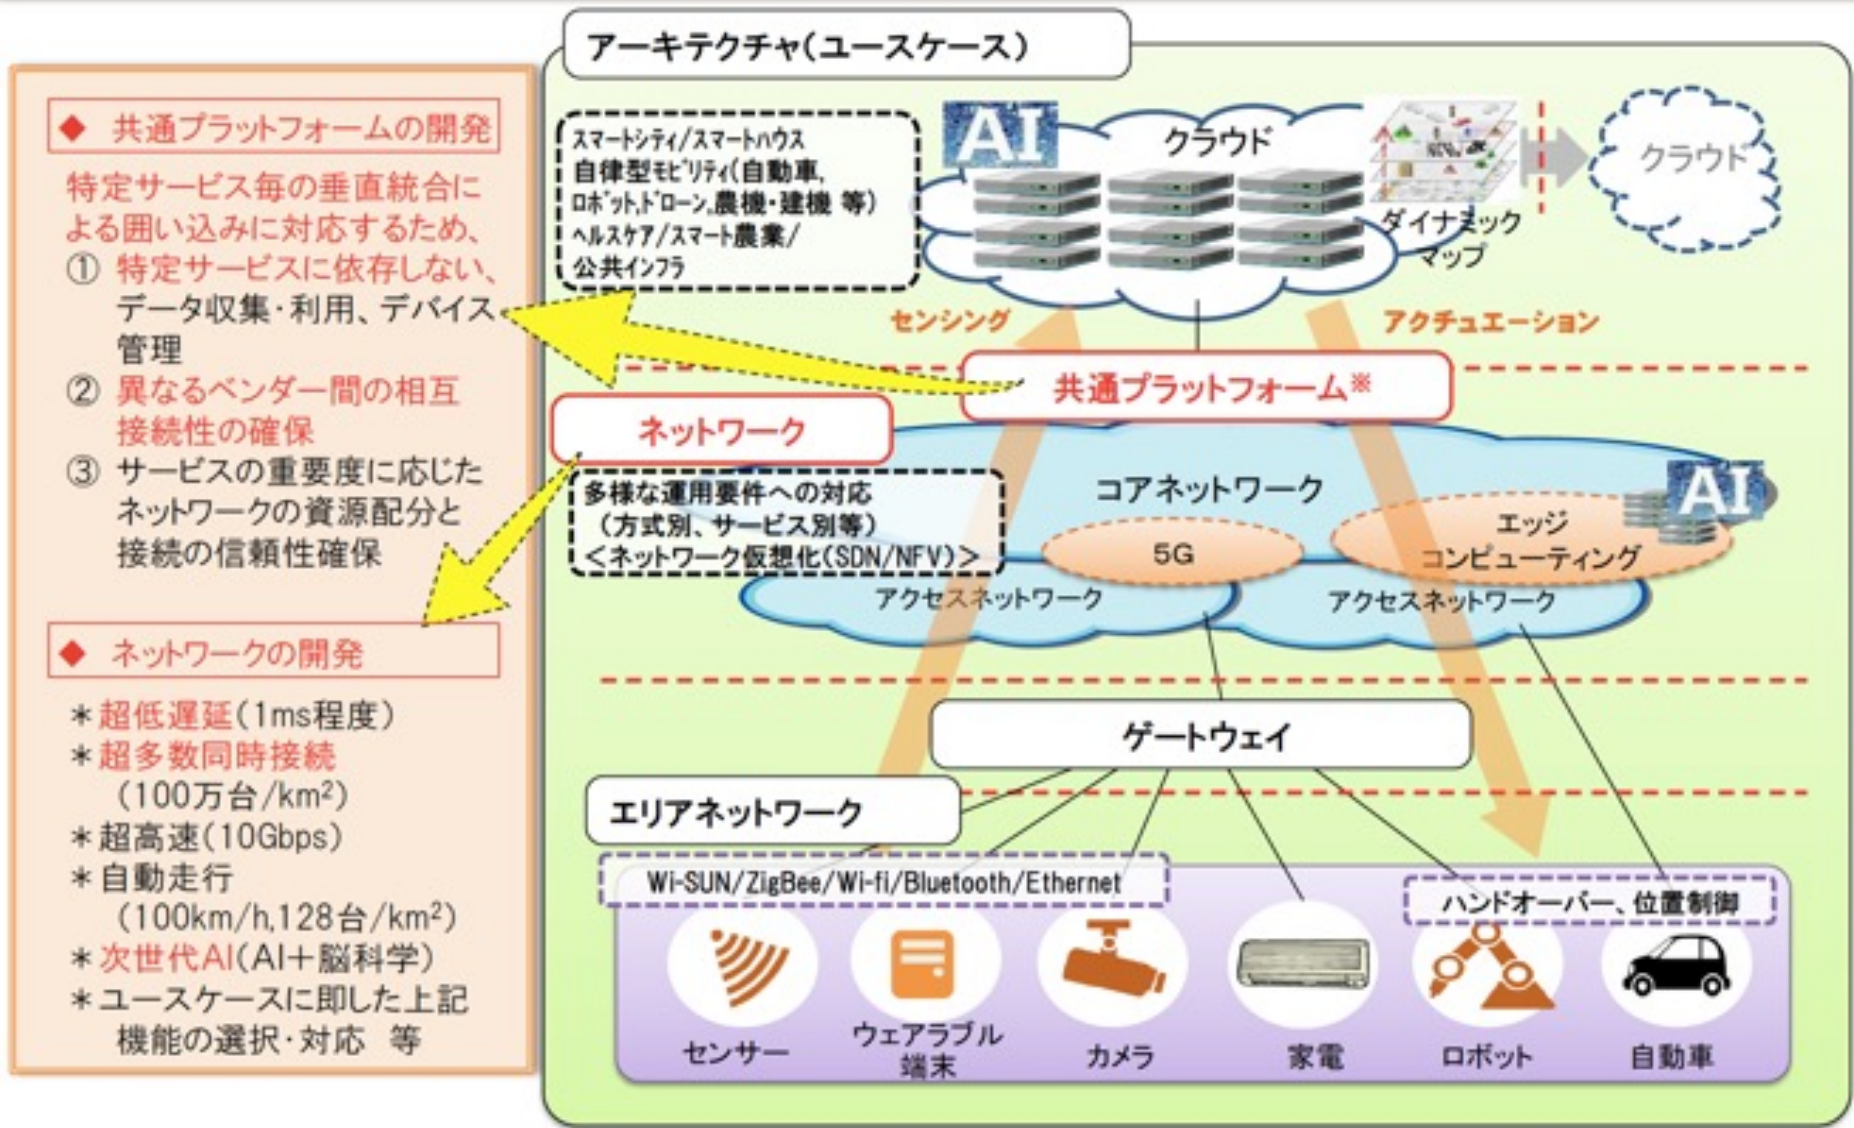 アーキテクチャ(ユースケース)
◆ 共通プラットフォームの開発
特定サービス毎の垂直統合に
よる囲い込みに対応するため、
① 特定サービスに依存しない、
データ収集・利用、デバイス
管理
② 異なるベンダー間の相互
接続性の確保
③ サービスの重要度に応じた
ネットワークの資源配分と
接続の信頼性確保
◆ ネットワークの開発
＊超低遅延(1ms程度)
＊超多数同時接続
(100万台/km²)
＊超高速(10Gbps)
＊自動走行
(100km/h,128台/km²)
＊次世代AI(AI＋脳科学)
＊ユースケースに即した上記
機能の選択・対応 等
スマートシティ/スマートハウス
自律型モビリティ(自動車,
ロボット,ドローン,農機・建機 等)
ヘルスケア/スマート農業/
公共インフラ
AI
クラウド
ダイナミック
マップ
クラウド
センシング
アクチュエーション
共通プラットフォーム※
ネットワーク
多様な運用要件への対応
(方式別、サービス別等)
＜ネットワーク仮想化(SDN/NFV)＞
コアネットワーク
AI
5G
エッジ
コンピューティング
アクセスネットワーク
アクセスネットワーク
ゲートウェイ
エリアネットワーク
Wi-SUN/ZigBee/Wi-fi/Bluetooth/Ethernet
ハンドオーバー、位置制御
センサー
ウェアラブル
端末
カメラ
家電
ロボット
自動車